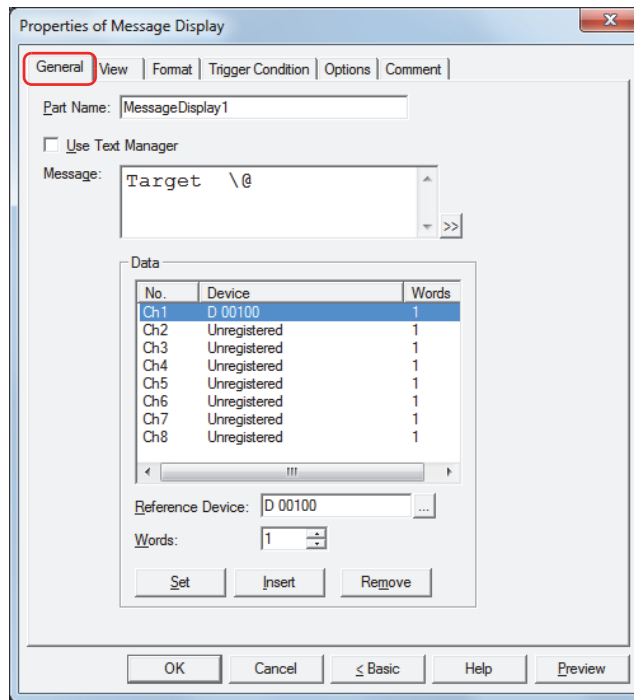 Properties of Message Display
General View Format Trigger Condition Options Comment
Part Name: MessageDisplay1
Use Text Manager
Message: Target \@
>>
Data
No. Device Words
Ch1 D 00100 1
Ch2 Unregistered 1
Ch3 Unregistered 1
Ch4 Unregistered 1
Ch5 Unregistered 1
Ch6 Unregistered 1
Ch7 Unregistered 1
Ch8 Unregistered 1
Reference Device: D 00100 ...
Words: 1
Set Insert Remove
OK Cancel < Basic Help Preview